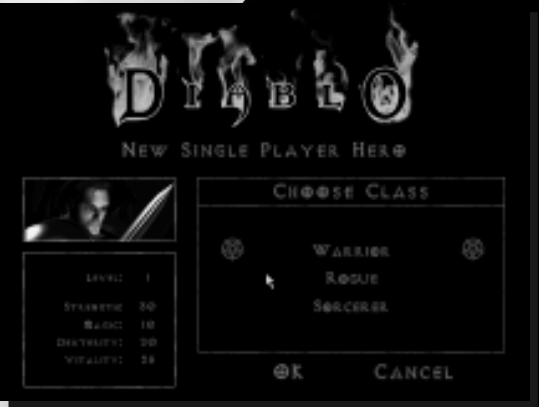 DIABLO
NEW SINGLE PLAYER HERO
CHOOSE CLASS
WARRIOR
ROGUE
SORCERER
LEVEL: 1
STRENGTH: 30
MAGIC: 10
DEXTERITY: 20
VITALITY: 25
OK
CANCEL